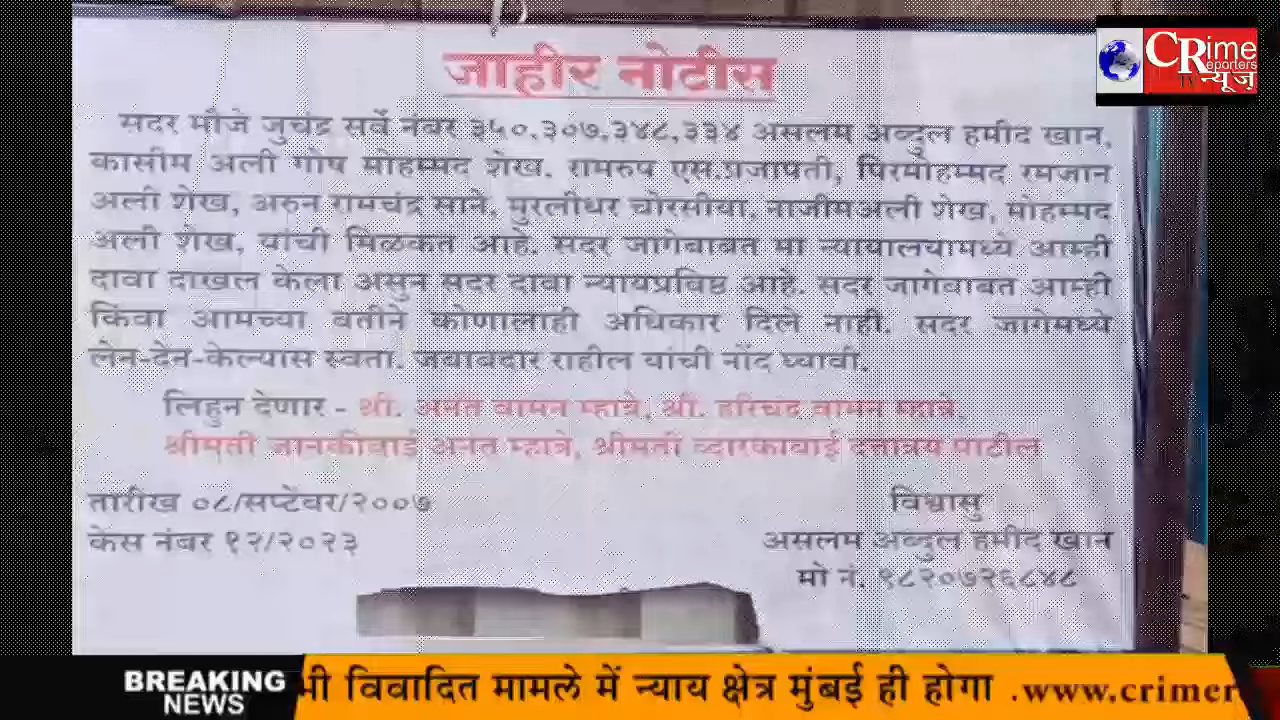 CRime
Reporters
TV न्यूज़
जाहीर नोटीस
सदर मौजे जुचंद्र सर्वे नंबर ३५०,३०७,३४८,३३४ असलम अब्दुल हमीद खान,
कासीम अली गोष मोहम्मद शेख, रामरुप एस.प्रजापती, पिरमोहम्मद रमजान
अली शेख, अरुन रामचंद्र साने, मुरलीधर चोरसीया, नाजीमअली शेख, मोहम्मद
अली शेख, यांची मिळकत आहे. सदर जागेबाबत मा न्यायालयामध्ये आम्ही
दावा दाखल केला असुन सदर दावा न्यायप्रविष्ठ आहे. सदर जागेबाबत आम्ही
किंवा आमच्या वतीने कोणालाही अधिकार दिले नाही. सदर जागेमध्ये
लेन-देन-केल्यास स्वता. जवाबदार राहील यांची नोंद घ्यावी.
लिहुन देणार - श्री. अनंत वामन म्हात्रे, श्री. हरिचंद्र वामन म्हात्रे,
श्रीमती जानकीबाई अनंत म्हात्रे, श्रीमती व्दारकाबाई दत्तात्रय पाटील
तारीख ०८/सप्टेंबर/२००७
केस नंबर १२/२०२३
विश्वासु
असलम अब्दुल हमीद खान
मो नं. ९८२०७२६८४८
BREAKING
NEWS
भी विवादित मामले में न्याय क्षेत्र मुंबई ही होगा .www.crimer